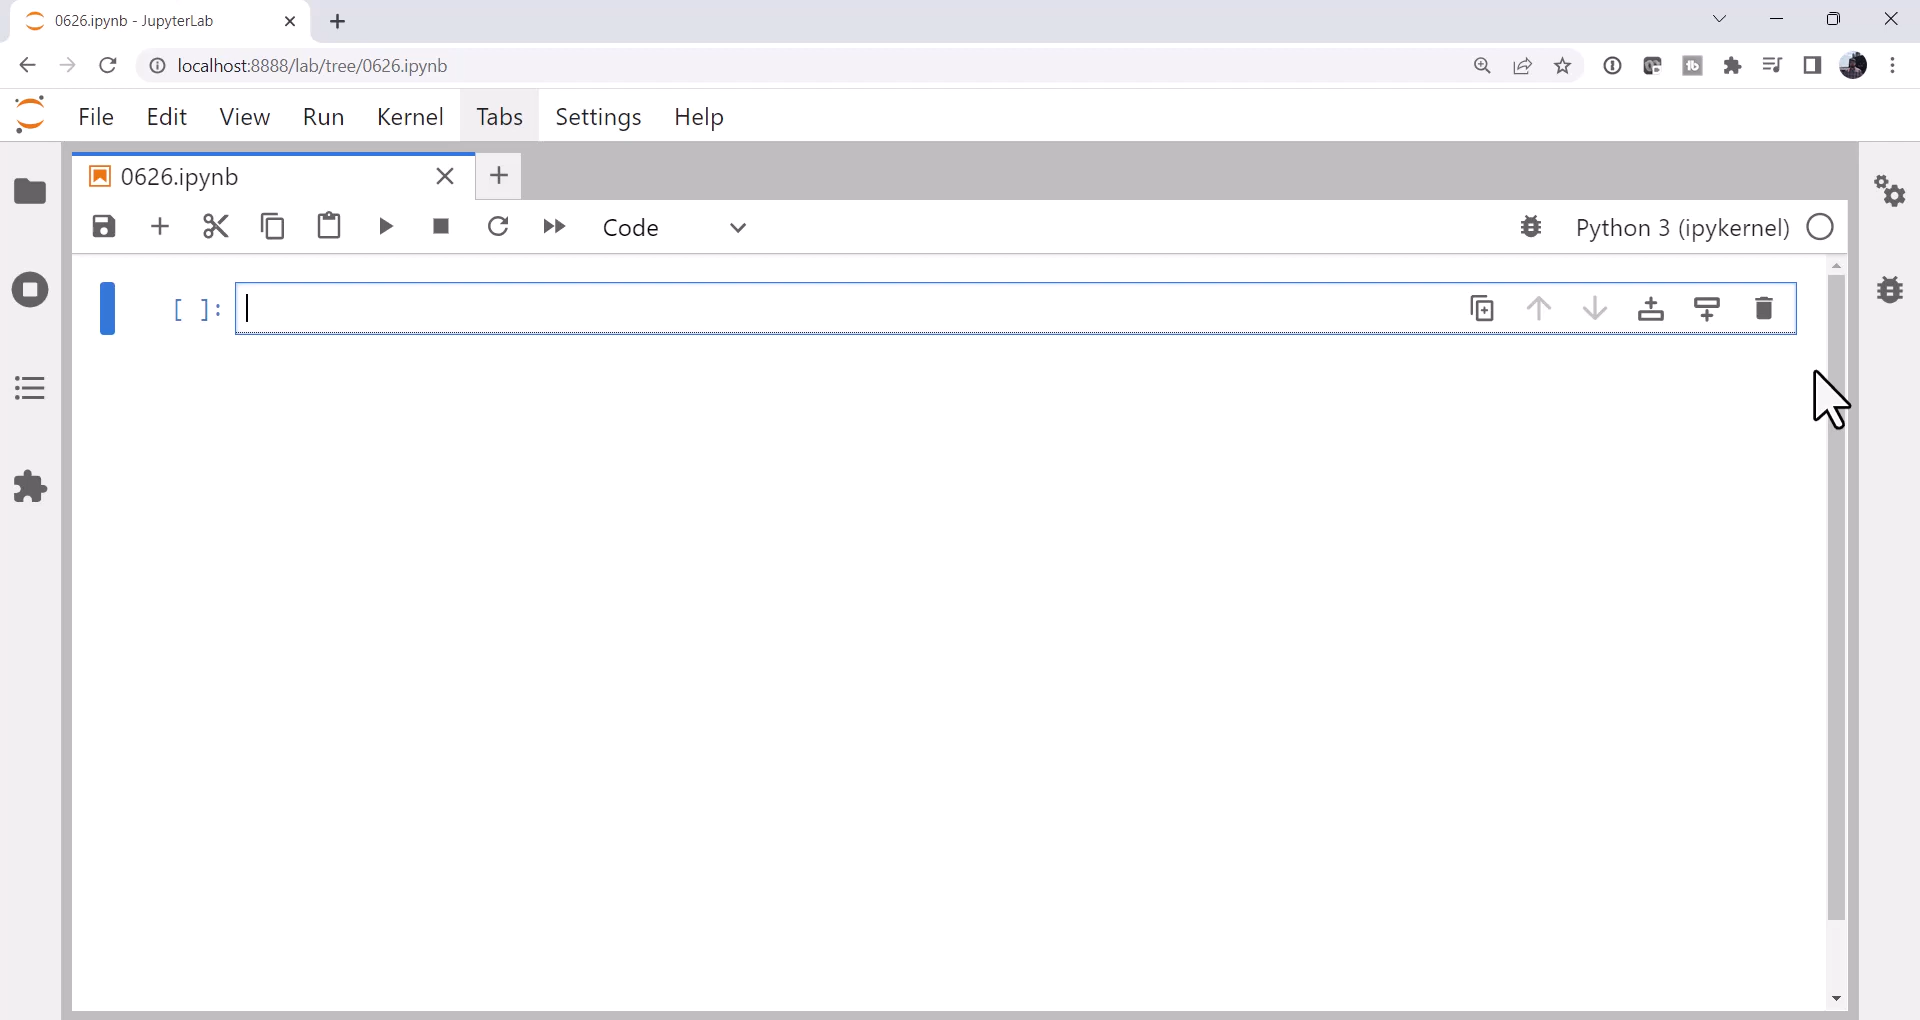 0626.ipynb - JupyterLab
localhost:8888/lab/tree/0626.ipynb
File Edit View Run Kernel Tabs Settings Help
0626.ipynb
Code Python 3 (ipykernel)
[ ]: